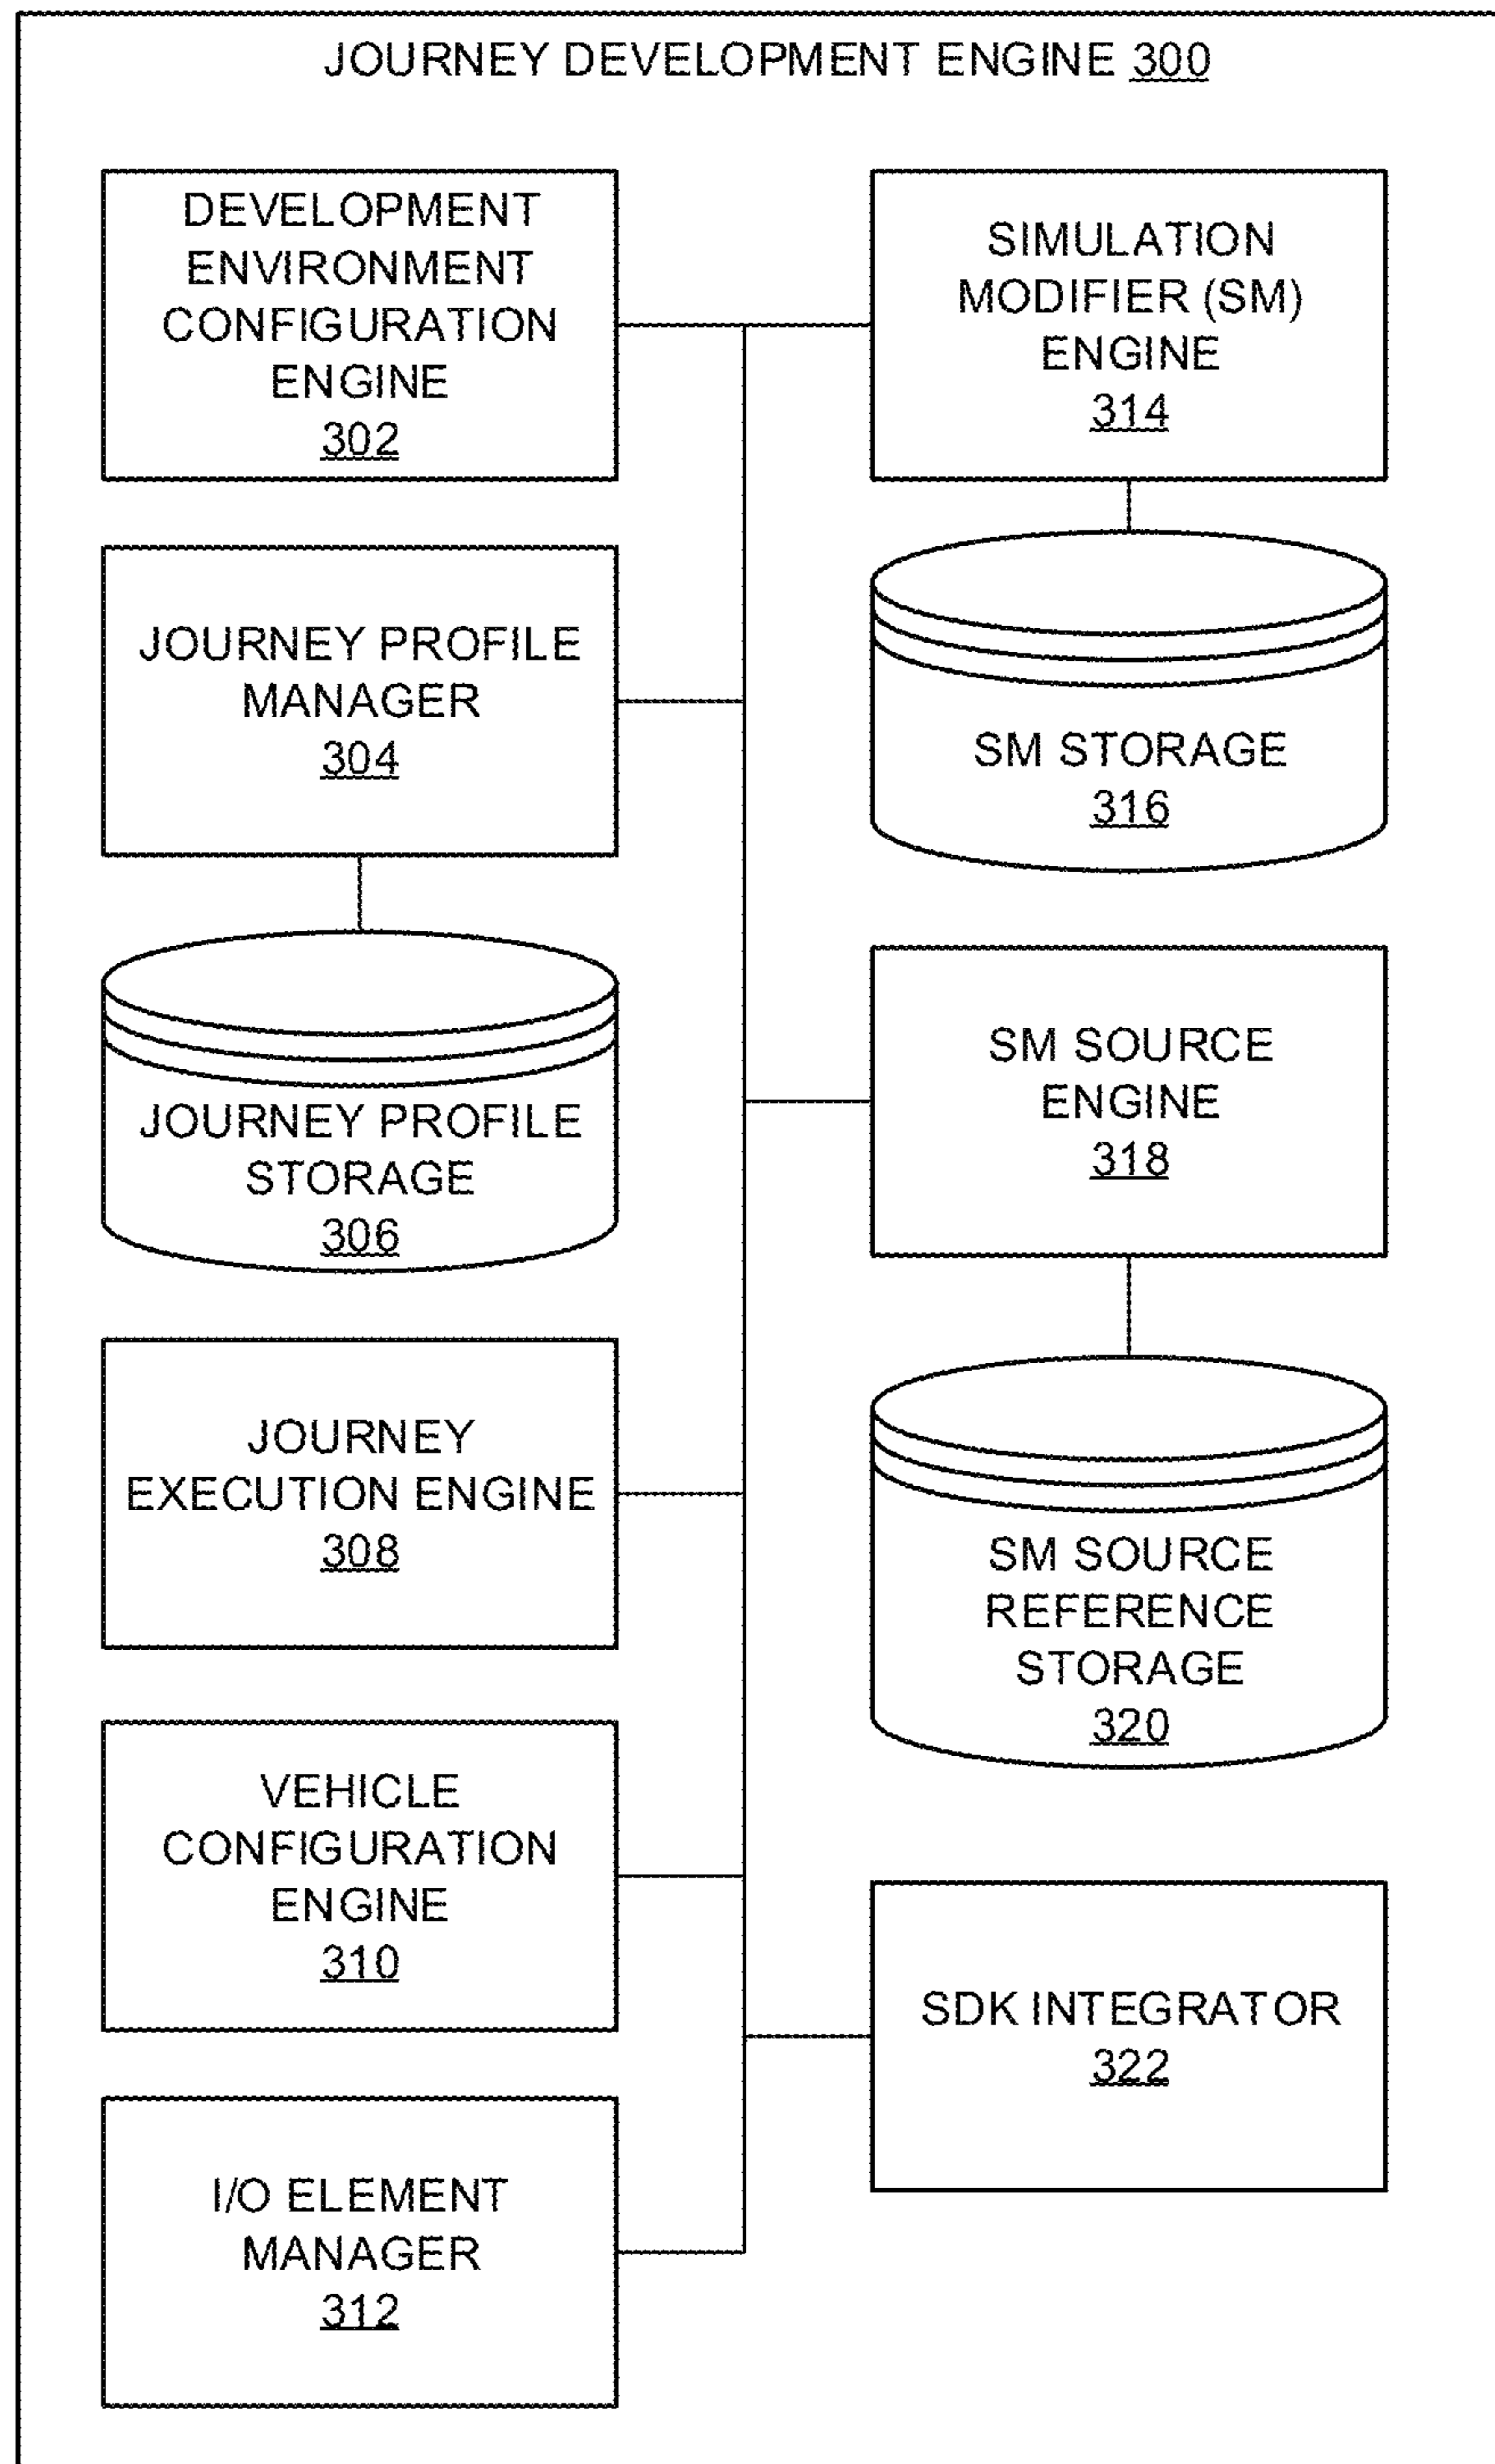 JOURNEY DEVELOPMENT ENGINE 300
DEVELOPMENT
ENVIRONMENT
CONFIGURATION
ENGINE
302
JOURNEY PROFILE
MANAGER
304
JOURNEY PROFILE
STORAGE
306
JOURNEY
EXECUTION ENGINE
308
VEHICLE
CONFIGURATION
ENGINE
310
I/O ELEMENT
MANAGER
312
SIMULATION
MODIFIER (SM)
ENGINE
314
SM STORAGE
316
SM SOURCE
ENGINE
318
SM SOURCE
REFERENCE
STORAGE
320
SDK INTEGRATOR
322